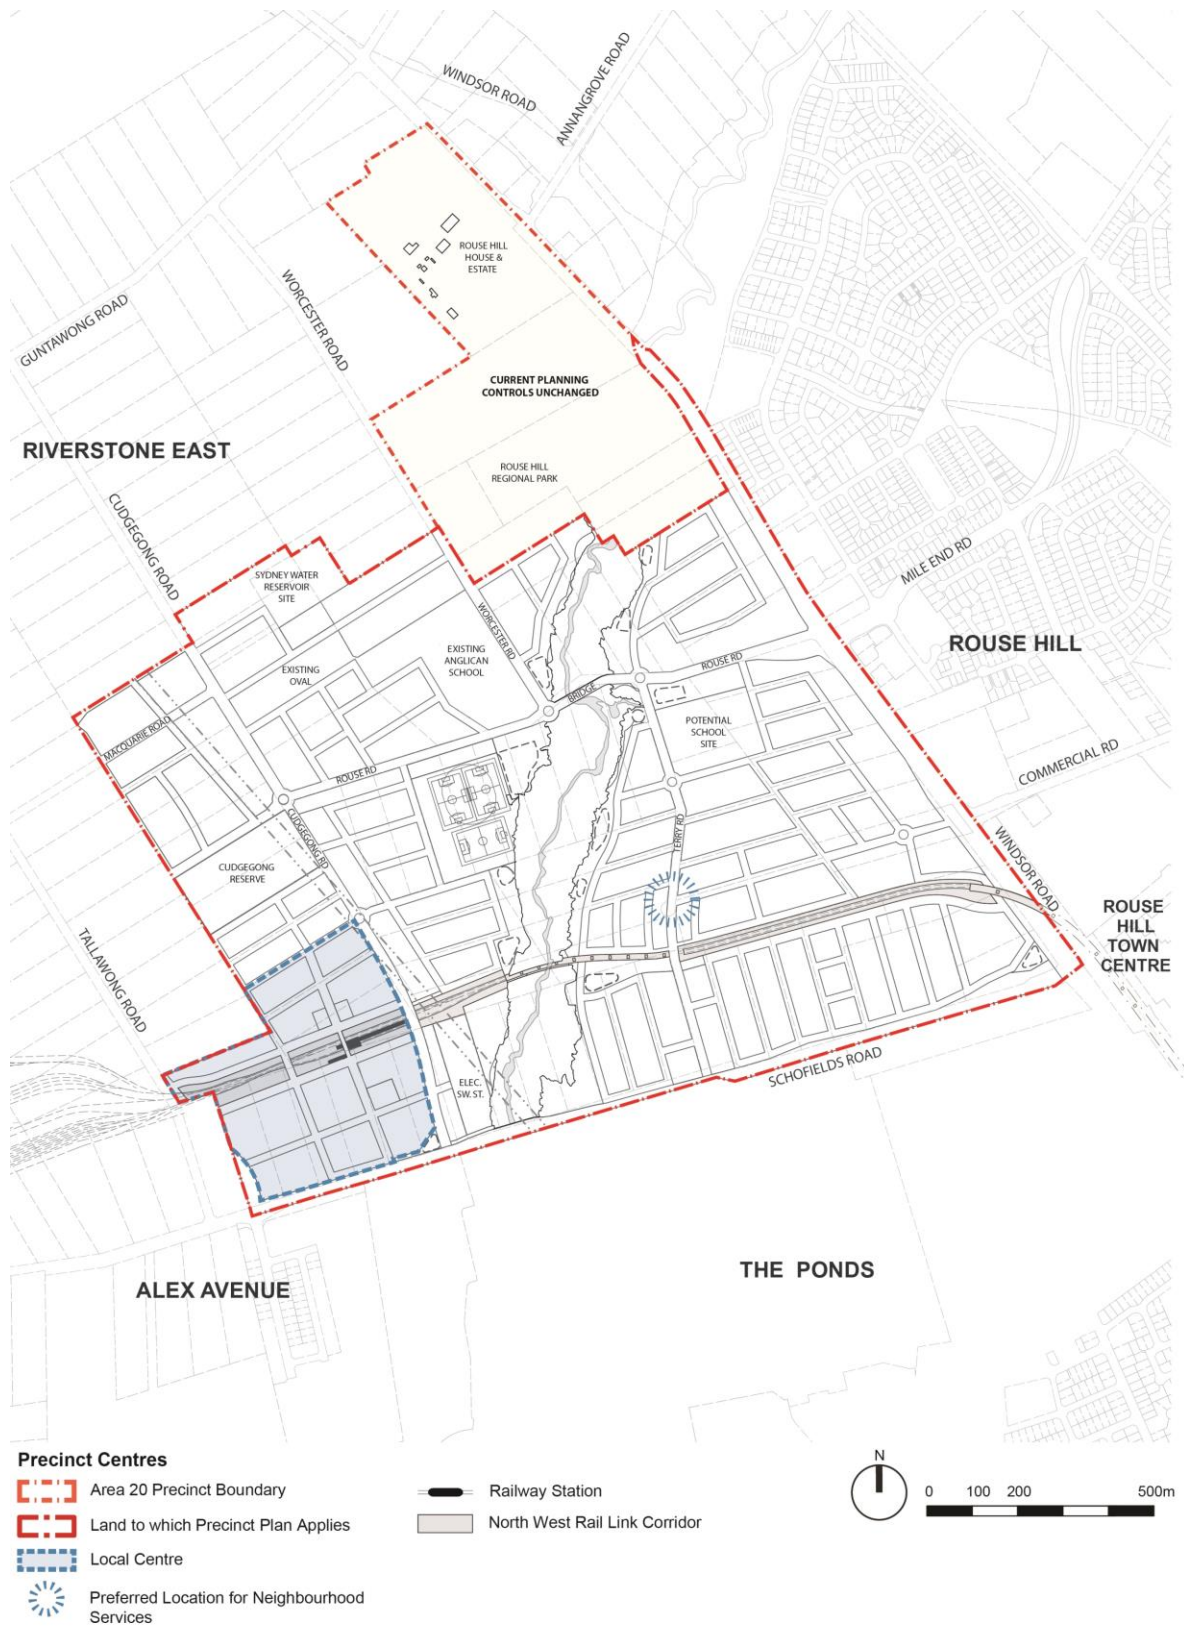 WINDSOR ROAD
ANNANGROVE ROAD
ROUSE HILL
HOUSE &
ESTATE
WORCESTER ROAD
GUNTAWONG ROAD
CURRENT PLANNING
CONTROLS UNCHANGED
RIVERSTONE EAST
ROUSE HILL
REGIONAL PARK
CUDGEGONG ROAD
MILE END RD
SYDNEY WATER
RESERVOIR
SITE
WORCESTER RD
ROUSE HILL
EXISTING
ANGLICAN
SCHOOL
EXISTING
OVAL
ROUSE RD
BRIDGE
MACQUARIE ROAD
POTENTIAL
SCHOOL
SITE
COMMERCIAL RD
ROUSE RD
CUDGEGONG RD
TERRY RD
WINDSOR ROAD
CUDGEGONG
RESERVE
ROUSE
HILL
TOWN
CENTRE
TALLAWONG ROAD
SCHOFIELDS ROAD
ELEC.
SW. ST.
THE PONDS
ALEX AVENUE
Precinct Centres
Area 20 Precinct Boundary
Land to which Precinct Plan Applies
Local Centre
Preferred Location for Neighbourhood
Services
Railway Station
North West Rail Link Corridor
N
0 100 200 500m